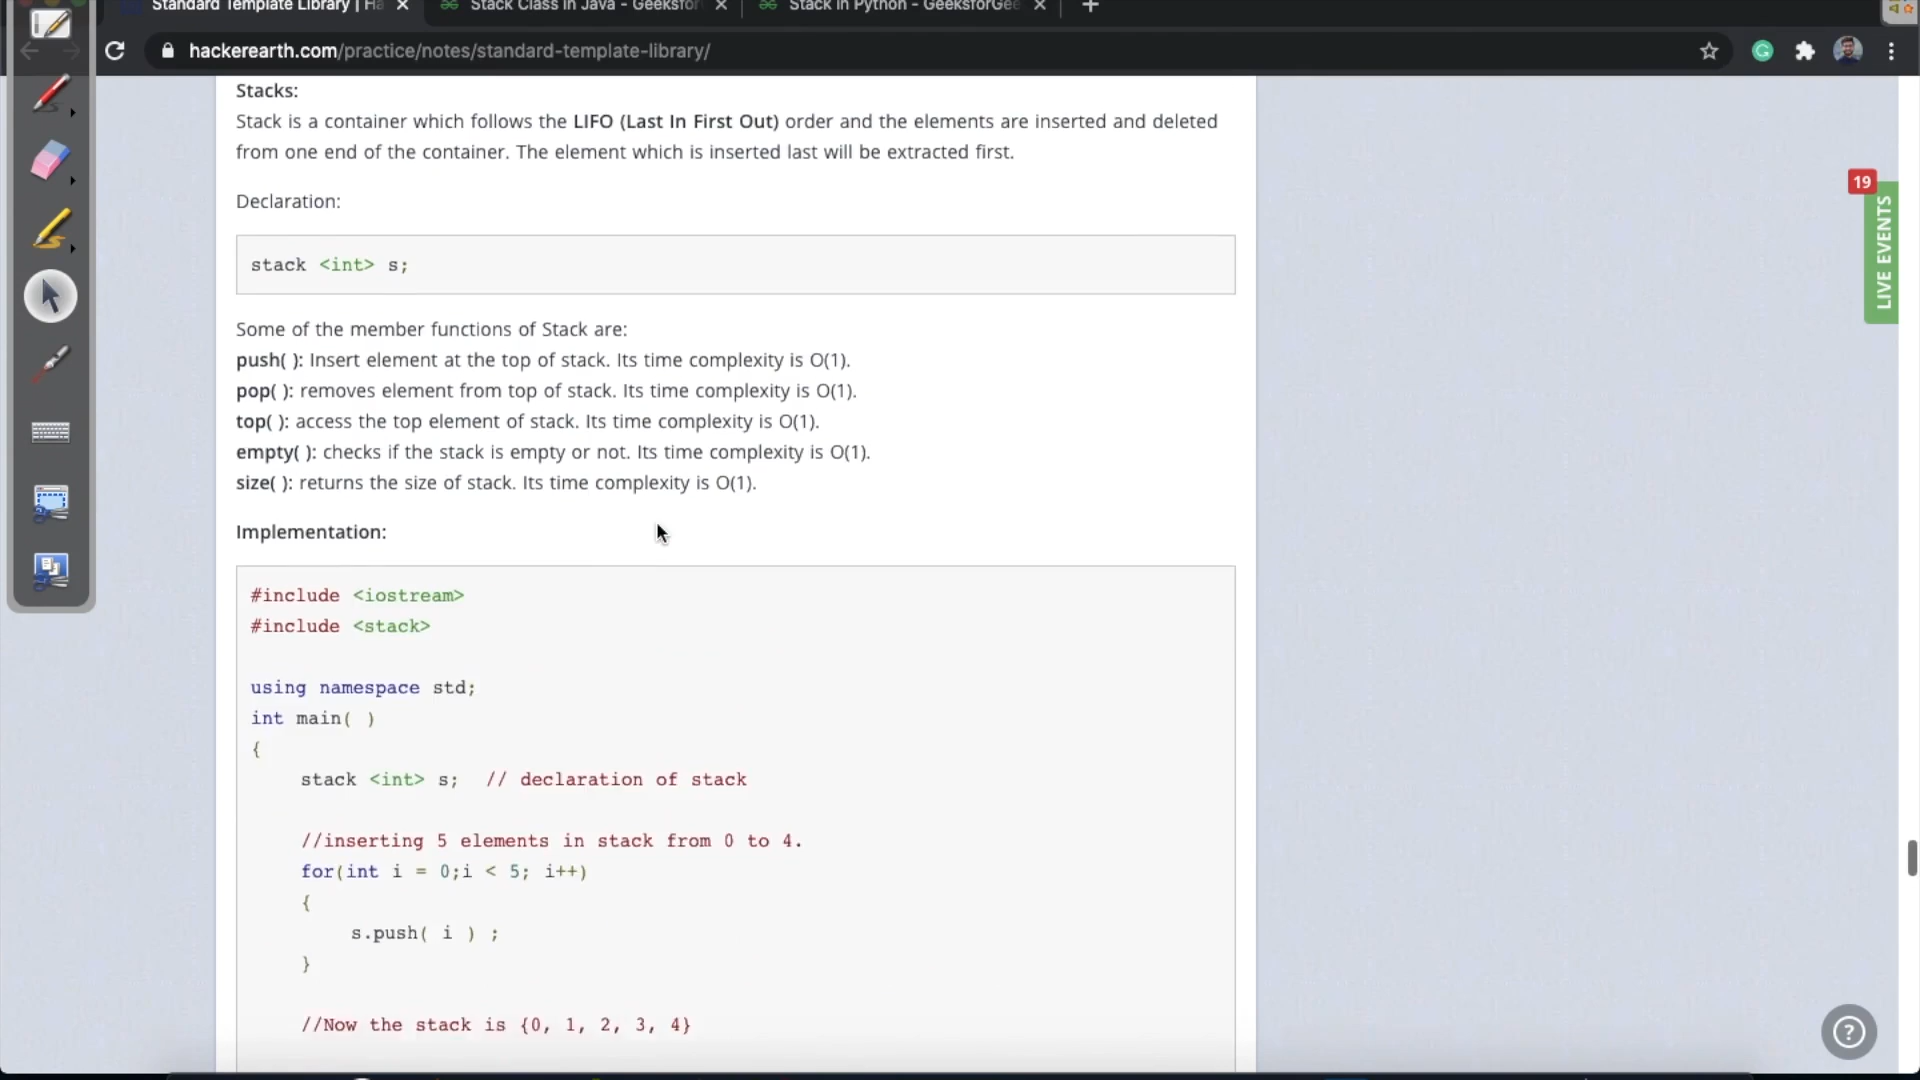 Standard Template Library | Ha
Stack Class in Java - Geeksfor
Stack in Python - GeeksforGee
hackerearth.com/practice/notes/standard-template-library/
Stacks:
Stack is a container which follows the LIFO (Last In First Out) order and the elements are inserted and deleted
from one end of the container. The element which is inserted last will be extracted first.
Declaration:
stack <int> s;
Some of the member functions of Stack are:
push( ): Insert element at the top of stack. Its time complexity is O(1).
pop( ): removes element from top of stack. Its time complexity is O(1).
top( ): access the top element of stack. Its time complexity is O(1).
empty( ): checks if the stack is empty or not. Its time complexity is O(1).
size( ): returns the size of stack. Its time complexity is O(1).
Implementation:
#include <iostream>
#include <stack>
using namespace std;
int main( )
{
stack <int> s; // declaration of stack
//inserting 5 elements in stack from 0 to 4.
for(int i = 0;i < 5; i++)
{
s.push( i ) ;
}
//Now the stack is {0, 1, 2, 3, 4}
19
LIVE EVENTS
?